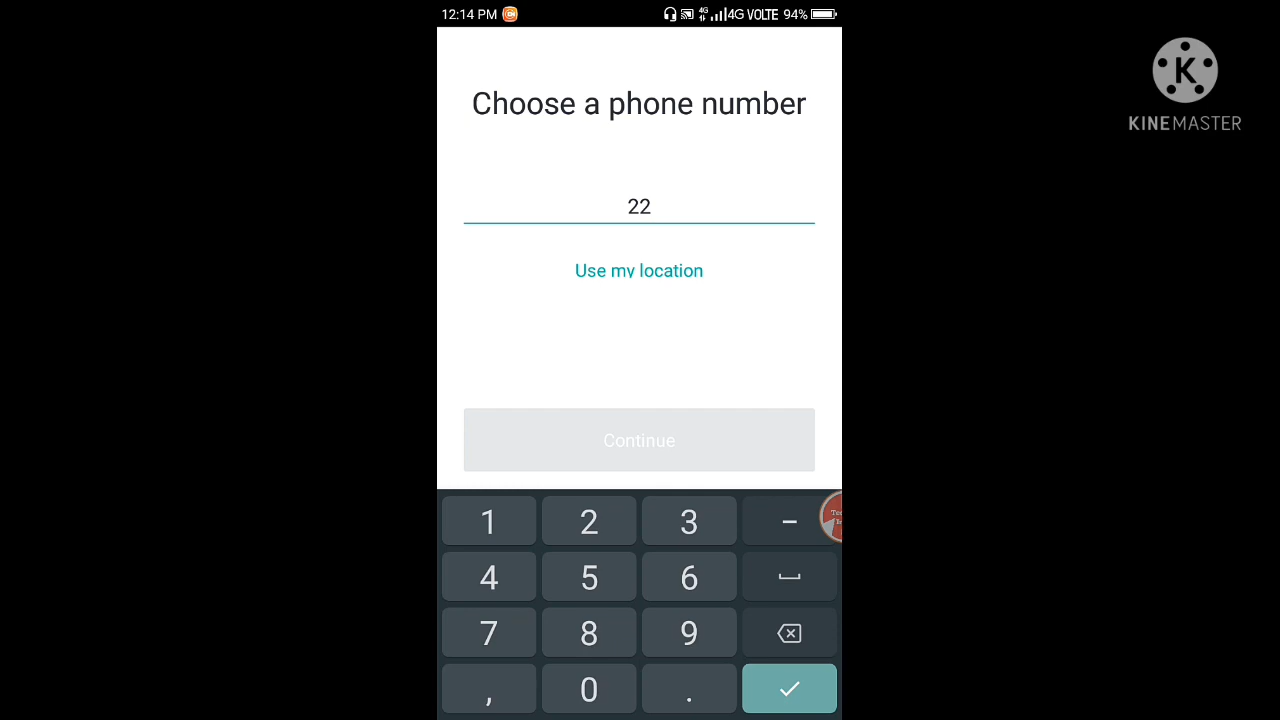 12:14 PM
4G 4G VOLTE 94%
K
KINEMASTER
Choose a phone number
22
Use my location
Continue
1 2 3 -
4 5 6
7 8 9
, 0 .